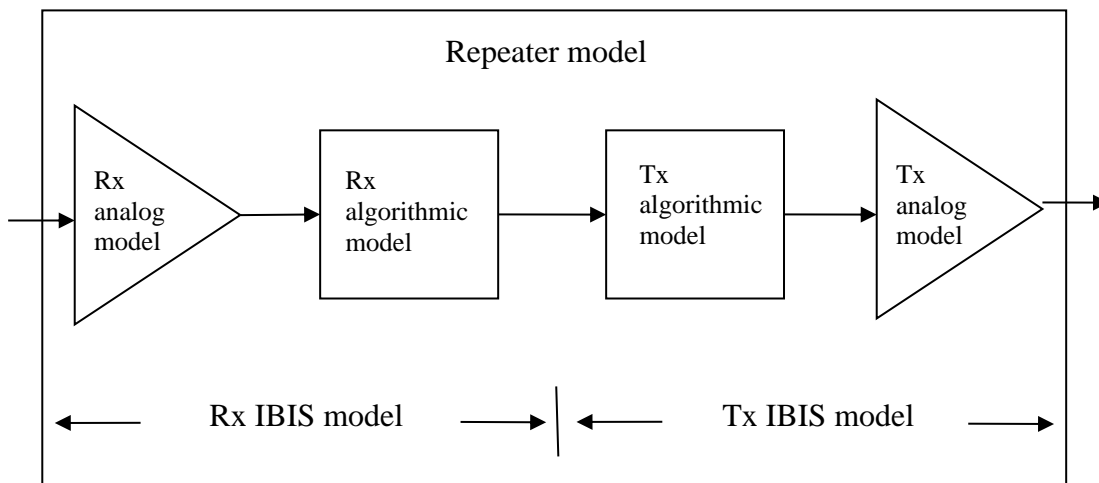 Repeater model
Rx
analog
model
Rx
algorithmic
model
Tx
algorithmic
model
Tx
analog
model
Rx IBIS model
Tx IBIS model